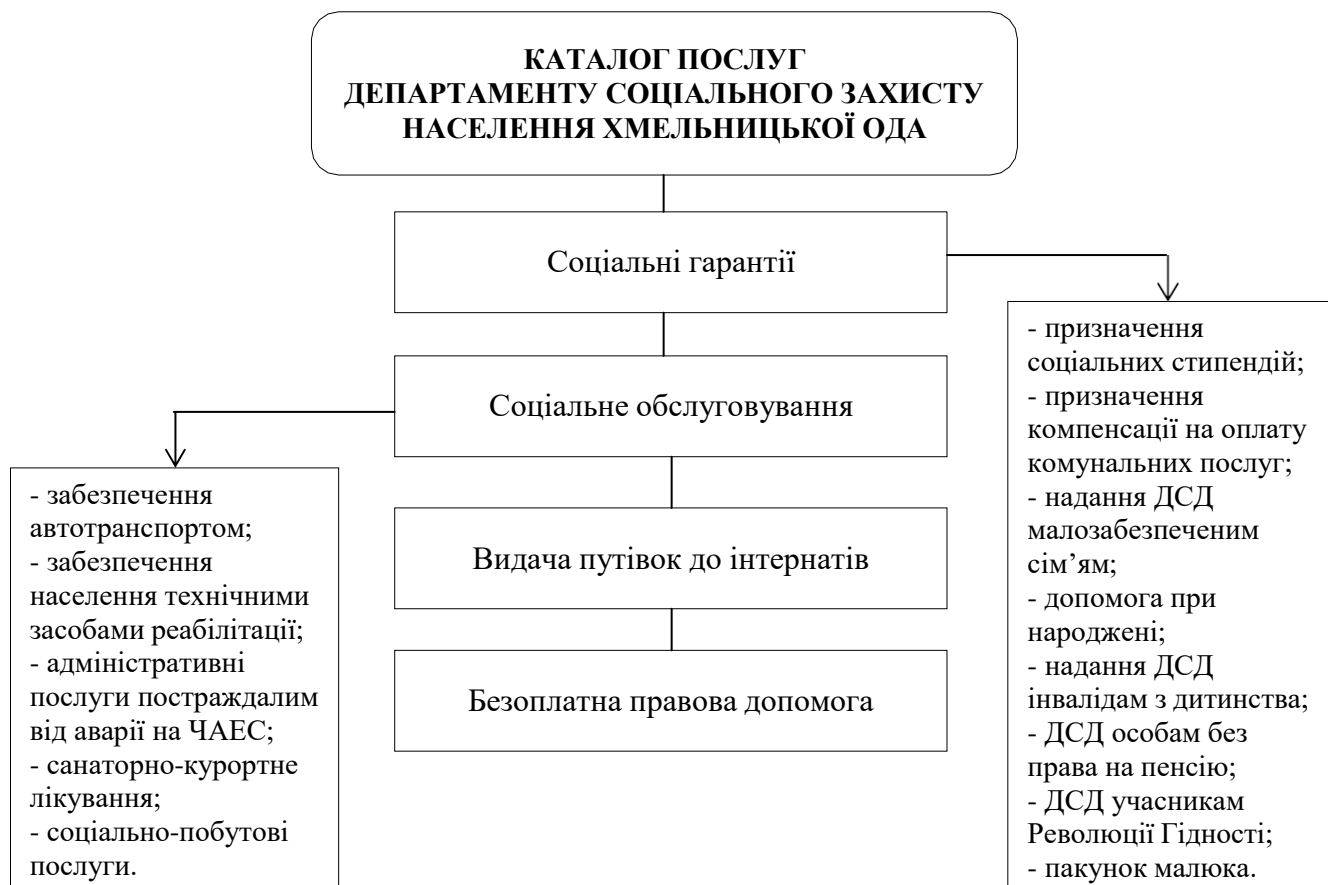 КАТАЛОГ ПОСЛУГ
ДЕПАРТАМЕНТУ СОЦІАЛЬНОГО ЗАХИСТУ
НАСЕЛЕННЯ ХМЕЛЬНИЦЬКОЇ ОДА
Соціальні гарантії
- призначення
соціальних стипендій;
- призначення
компенсації на оплату
комунальних послуг;
- надання ДСД
малозабезпеченим
сім’ям;
- допомога при
народжені;
- надання ДСД
інвалідам з дитинства;
- ДСД особам без
права на пенсію;
- ДСД учасникам
Революції Гідності;
- пакунок малюка.
Соціальне обслуговування
- забезпечення
автотранспортом;
- забезпечення
населення технічними
засобами реабілітації;
- адміністративні
послуги постраждалим
від аварії на ЧАЕС;
- санаторно-курортне
лікування;
- соціально-побутові
послуги.
Видача путівок до інтернатів
Безоплатна правова допомога